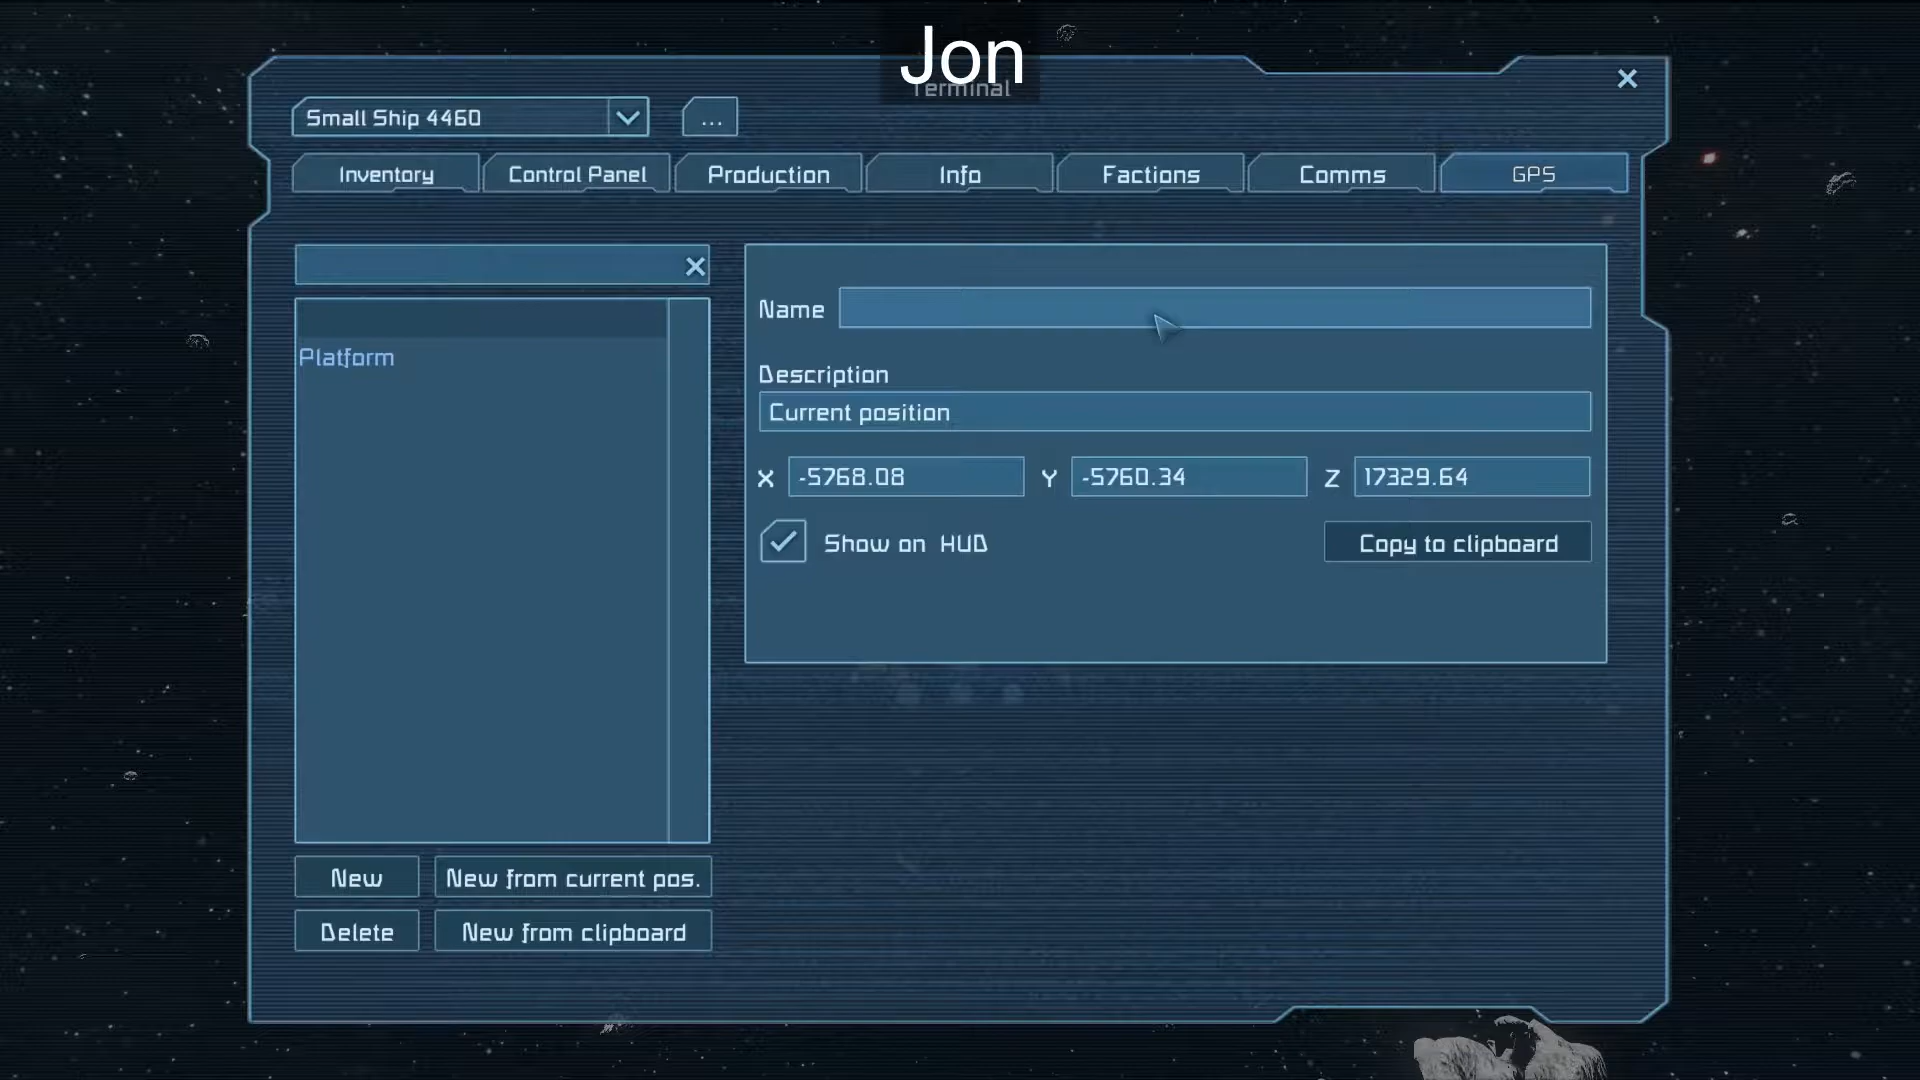 Jon
Terminal
Small Ship 4460
...
Inventory
Control Panel
Production
Info
Factions
Comms
GPS
Name
Platform
Description
Current position
X -5768.08 Y -5760.34 Z 17329.64
Show on HUD
Copy to clipboard
New
New from current pos.
Delete
New from clipboard